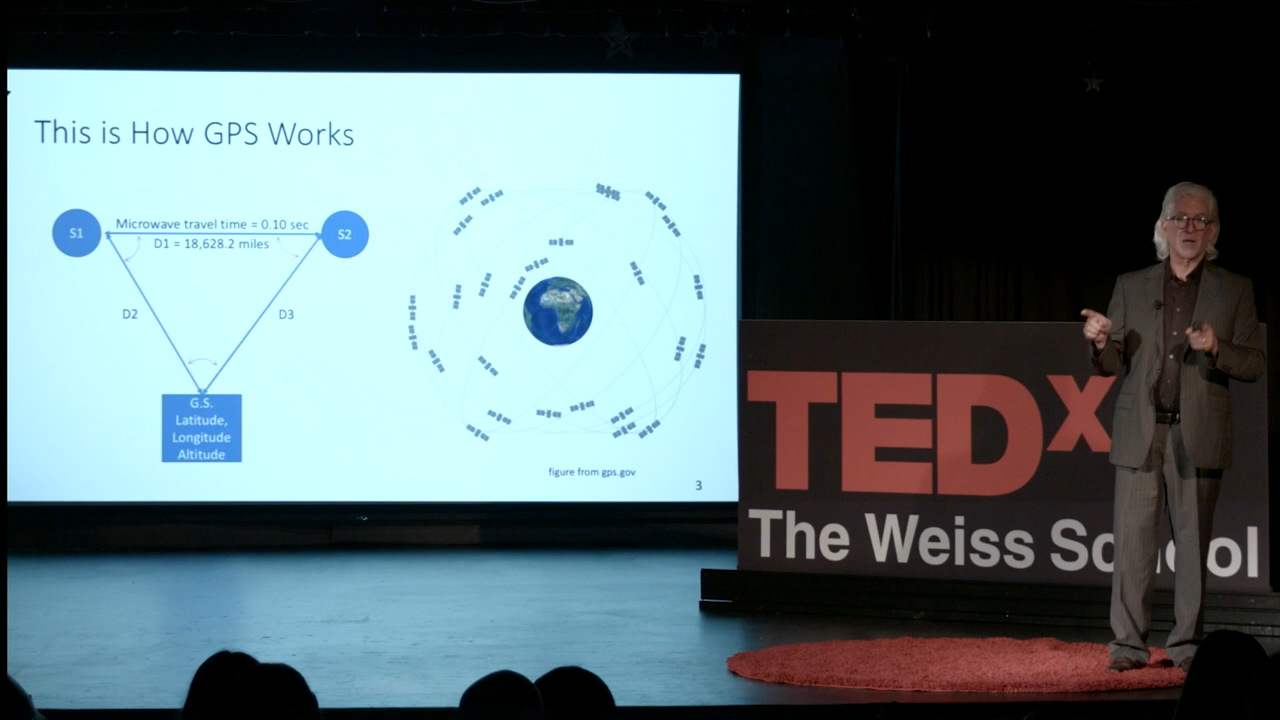 This is How GPS Works
S1
Microwave travel time = 0.10 sec
D1 = 18,628.2 miles
S2
D2
D3
G.S.
Latitude,
Longitude
Altitude
figure from gps.gov
3
TEDx
The Weiss School